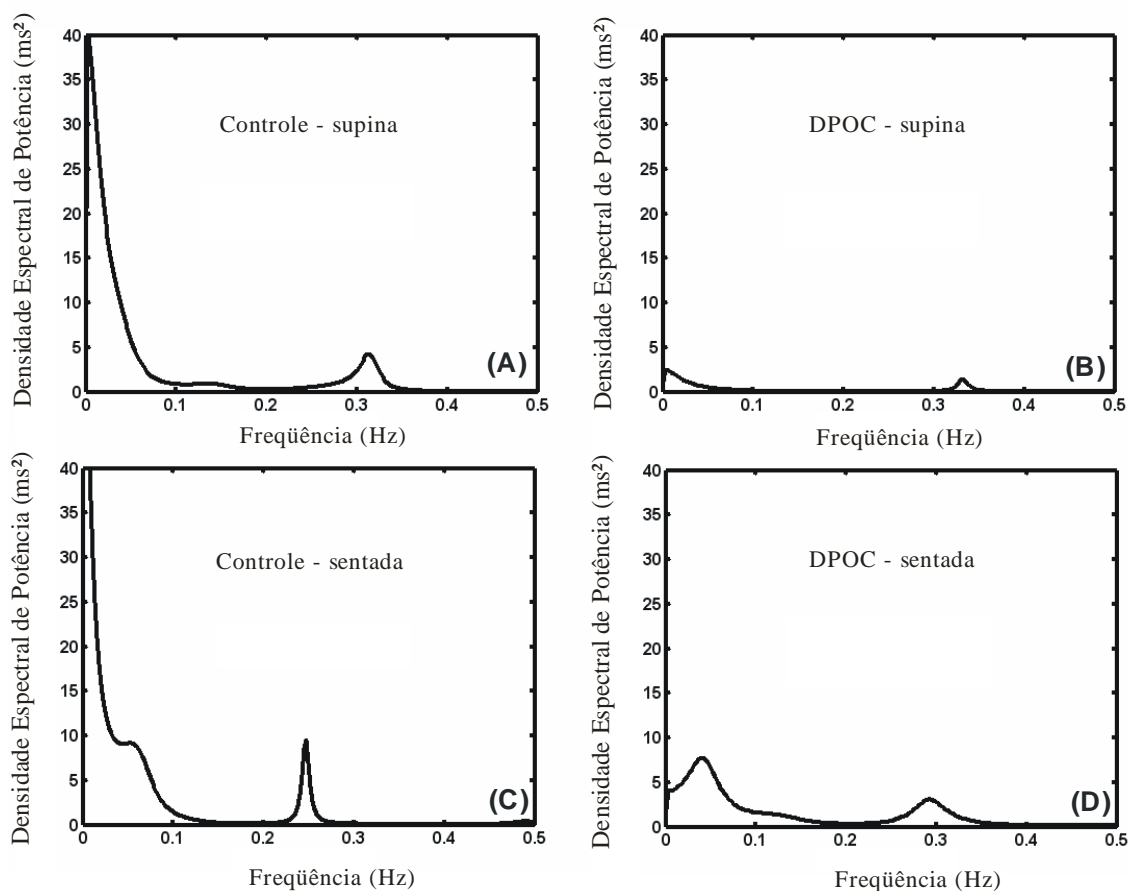 Densidade Espectral de Potência (ms²)
40
35
30
25
20
15
10
5
0
Controle - supina
(A)
0 0.1 0.2 0.3 0.4 0.5
Freqüência (Hz)
Densidade Espectral de Potência (ms²)
40
35
30
25
20
15
10
5
0
DPOC - supina
(B)
0 0.1 0.2 0.3 0.4 0.5
Freqüência (Hz)
Densidade Espectral de Potência (ms²)
40
35
30
25
20
15
10
5
0
Controle - sentada
(C)
0 0.1 0.2 0.3 0.4 0.5
Freqüência (Hz)
Densidade Espectral de Potência (ms²)
40
35
30
25
20
15
10
5
0
DPOC - sentada
(D)
0 0.1 0.2 0.3 0.4 0.5
Freqüência (Hz)